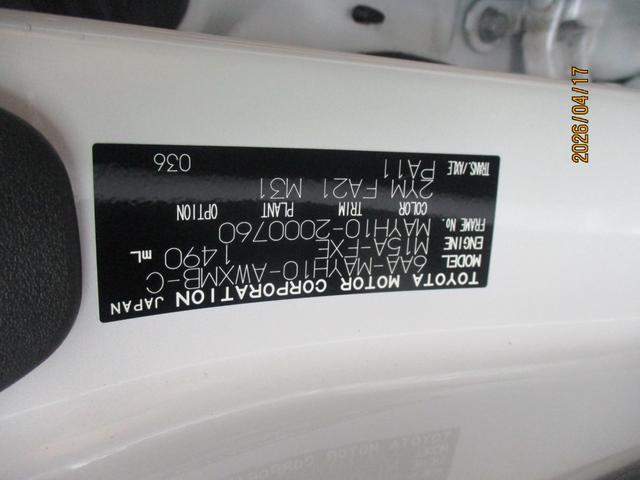 TOYOTA MOTOR CORPORATION JAPAN
MODEL 6AA-MAYH10-AWXMB-C
ENGINE M15A-FXE 1490 mL
FRAME No. MAYH10-2000760
COLOR TRIM PLANT OPTION
2YM FA21 M31
TRANS./AXLE PA11 036
2026/04/17